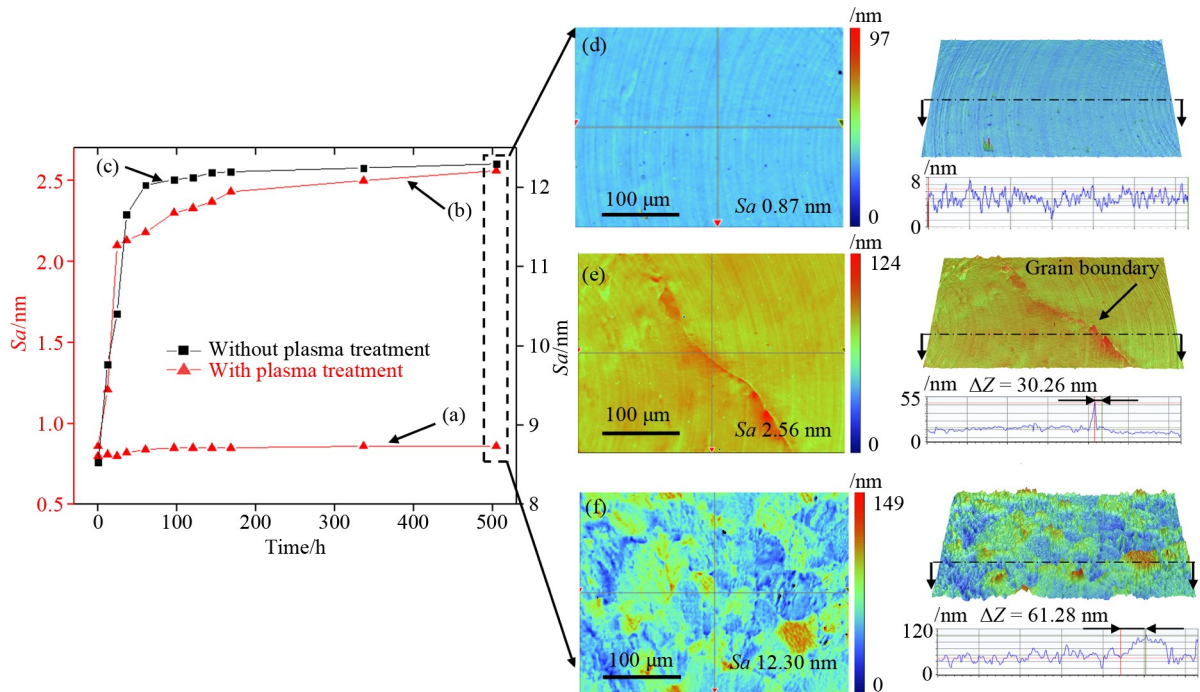 Sa/nm
2.5
2.0
1.5
1.0
0.5
(c)
(b)
(a)
Without plasma treatment
With plasma treatment
12
11
10
9
8
Sa/nm
0
100
200
300
400
500
Time/h
(d)
100 μm
Sa 0.87 nm
/nm
97
0
/nm
8
0
(e)
100 μm
Sa 2.56 nm
/nm
124
0
Grain boundary
/nm ΔZ = 30.26 nm
55
0
(f)
100 μm
Sa 12.30 nm
/nm
149
0
/nm ΔZ = 61.28 nm
120
0